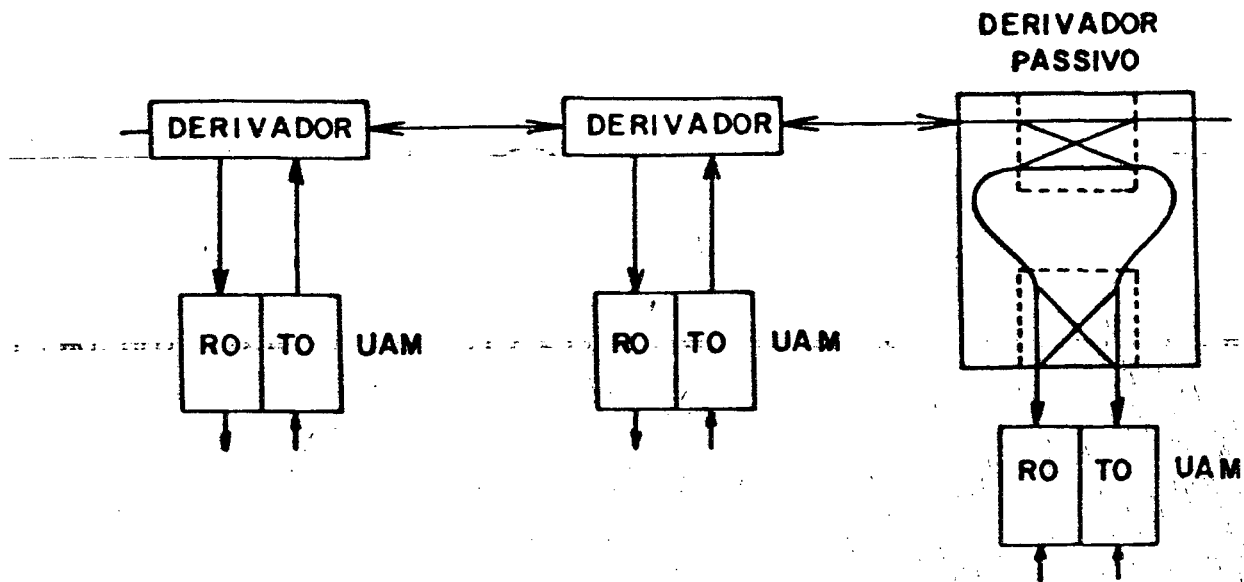 DERIVADOR
PASSIVO
DERIVADOR
DERIVADOR
RO TO UAM
RO TO UAM
RO TO UAM